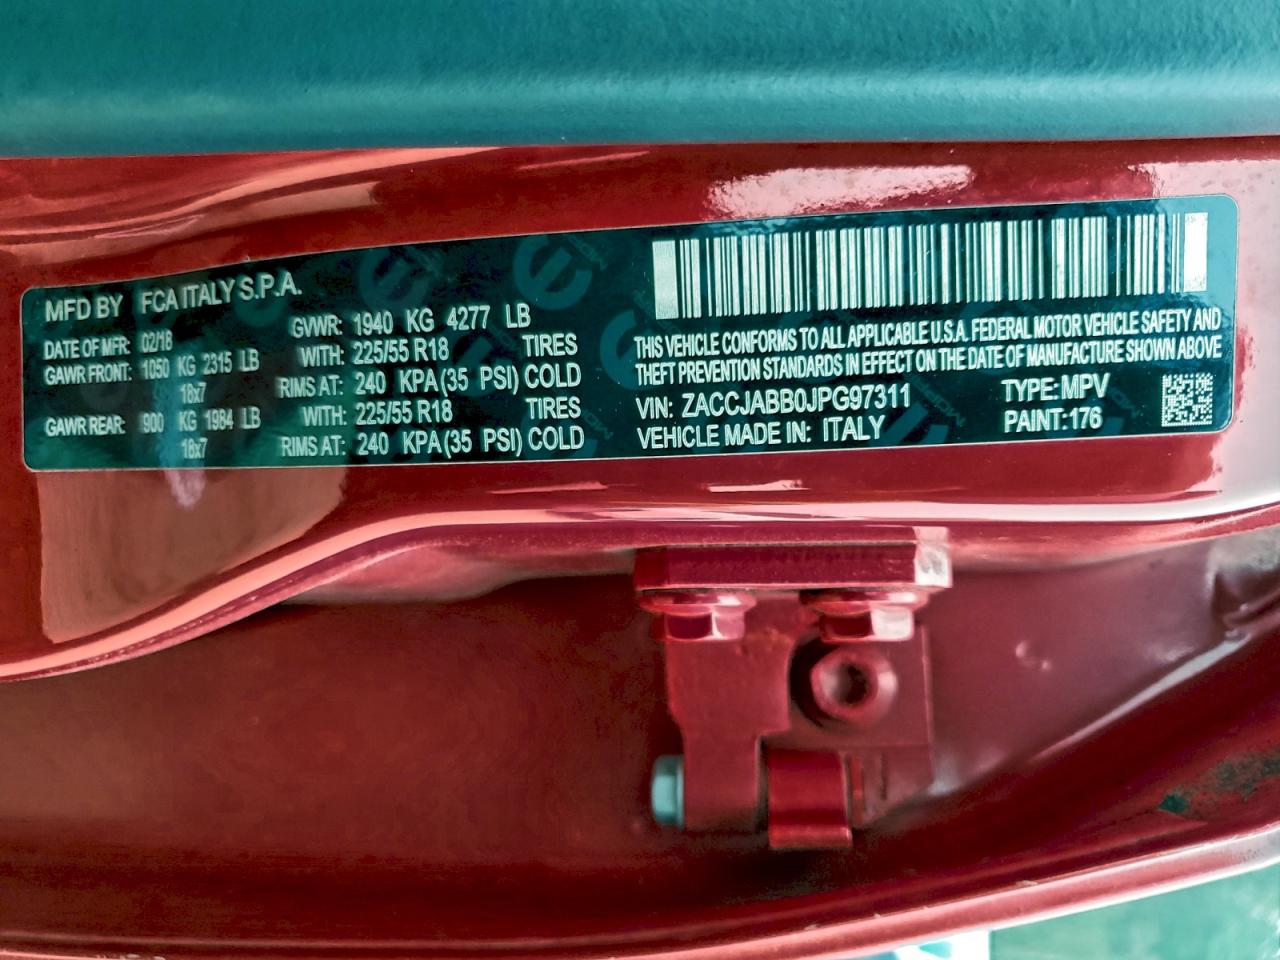 MFD BY FCA ITALY S.P.A.
DATE OF MFR: 02/18 GVWR: 1940 KG 4277 LB
GAWR FRONT: 1050 KG 2315 LB WITH: 225/55 R18 TIRES
18x7 RIMS AT: 240 KPA(35 PSI) COLD
GAWR REAR: 900 KG 1984 LB WITH: 225/55 R18 TIRES
18x7 RIMS AT: 240 KPA(35 PSI) COLD
THIS VEHICLE CONFORMS TO ALL APPLICABLE U.S.A. FEDERAL MOTOR VEHICLE SAFETY AND
THEFT PREVENTION STANDARDS IN EFFECT ON THE DATE OF MANUFACTURE SHOWN ABOVE
VIN: ZACCJABB0JPG97311 TYPE: MPV
VEHICLE MADE IN: ITALY PAINT: 176